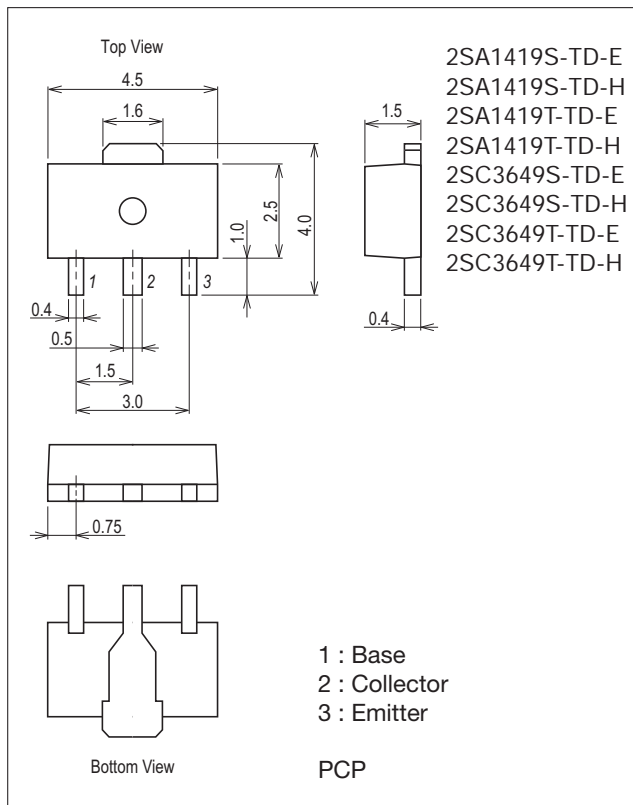 Top View
4.5
1.6
2.5
1.0
4.0
1
2
3
0.4
0.5
1.5
3.0
1.5
0.4
2SA1419S-TD-E
2SA1419S-TD-H
2SA1419T-TD-E
2SA1419T-TD-H
2SC3649S-TD-E
2SC3649S-TD-H
2SC3649T-TD-E
2SC3649T-TD-H
0.75
Bottom View
1 : Base
2 : Collector
3 : Emitter
PCP